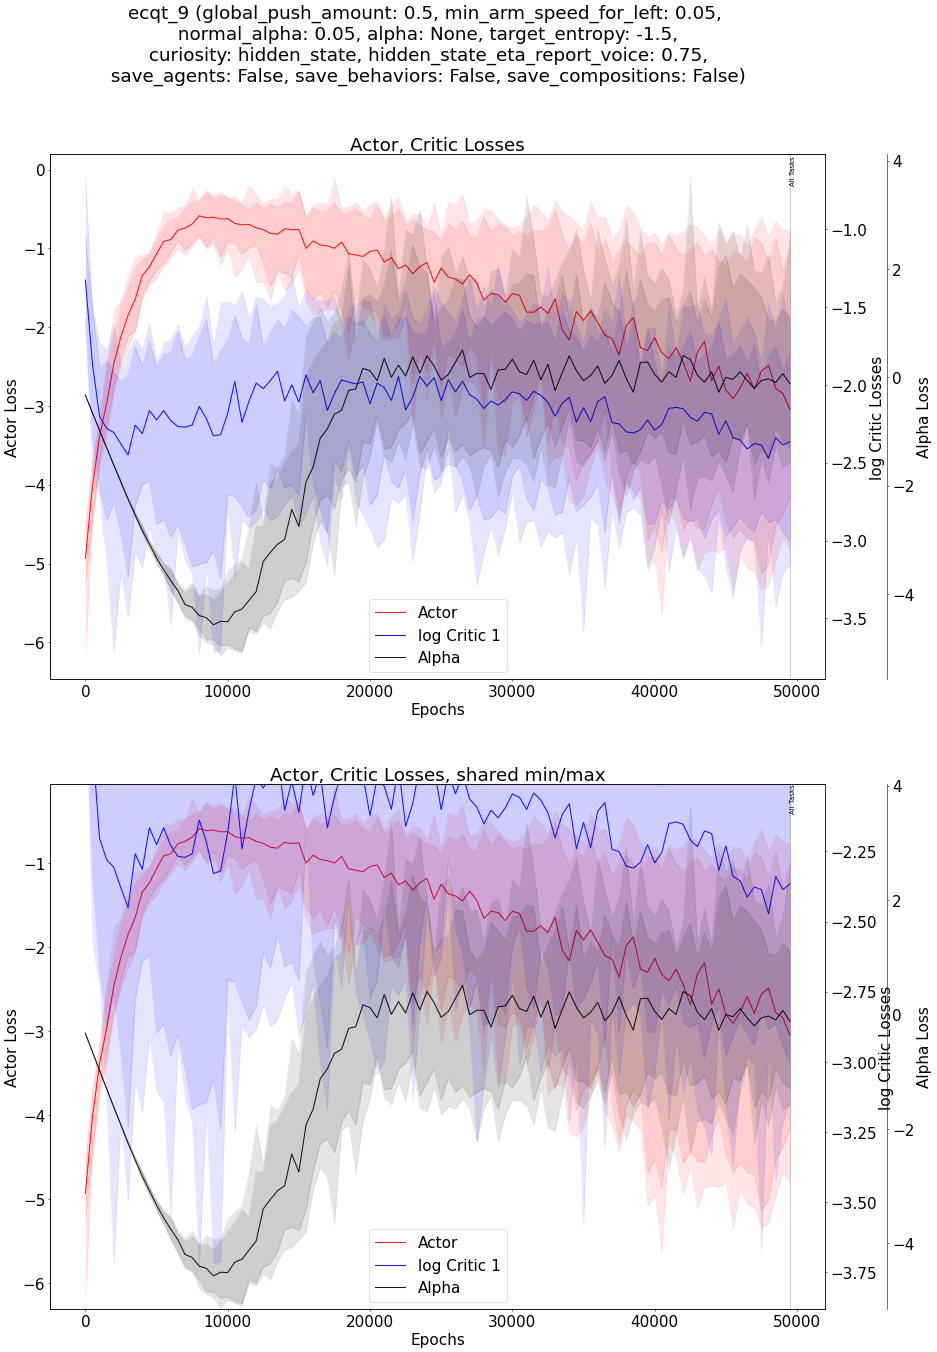 ecqt_9 (global_push_amount: 0.5, min_arm_speed_for_left: 0.05,
normal_alpha: 0.05, alpha: None, target_entropy: -1.5,
curiosity: hidden_state, hidden_state_eta_report_voice: 0.75,
save_agents: False, save_behaviors: False, save_compositions: False)
Actor, Critic Losses
All Tasks
0
−1
−2
−3
−4
−5
−6
Actor Loss
−1.0
−1.5
−2.0
−2.5
−3.0
−3.5
log Critic Losses
4
2
0
−2
−4
Alpha Loss
Actor
log Critic 1
Alpha
0 10000 20000 30000 40000 50000
Epochs
Actor, Critic Losses, shared min/max
All Tasks
−1
−2
−3
−4
−5
−6
Actor Loss
−2.25
−2.50
−2.75
−3.00
−3.25
−3.50
−3.75
log Critic Losses
4
2
0
−2
−4
Alpha Loss
Actor
log Critic 1
Alpha
0 10000 20000 30000 40000 50000
Epochs